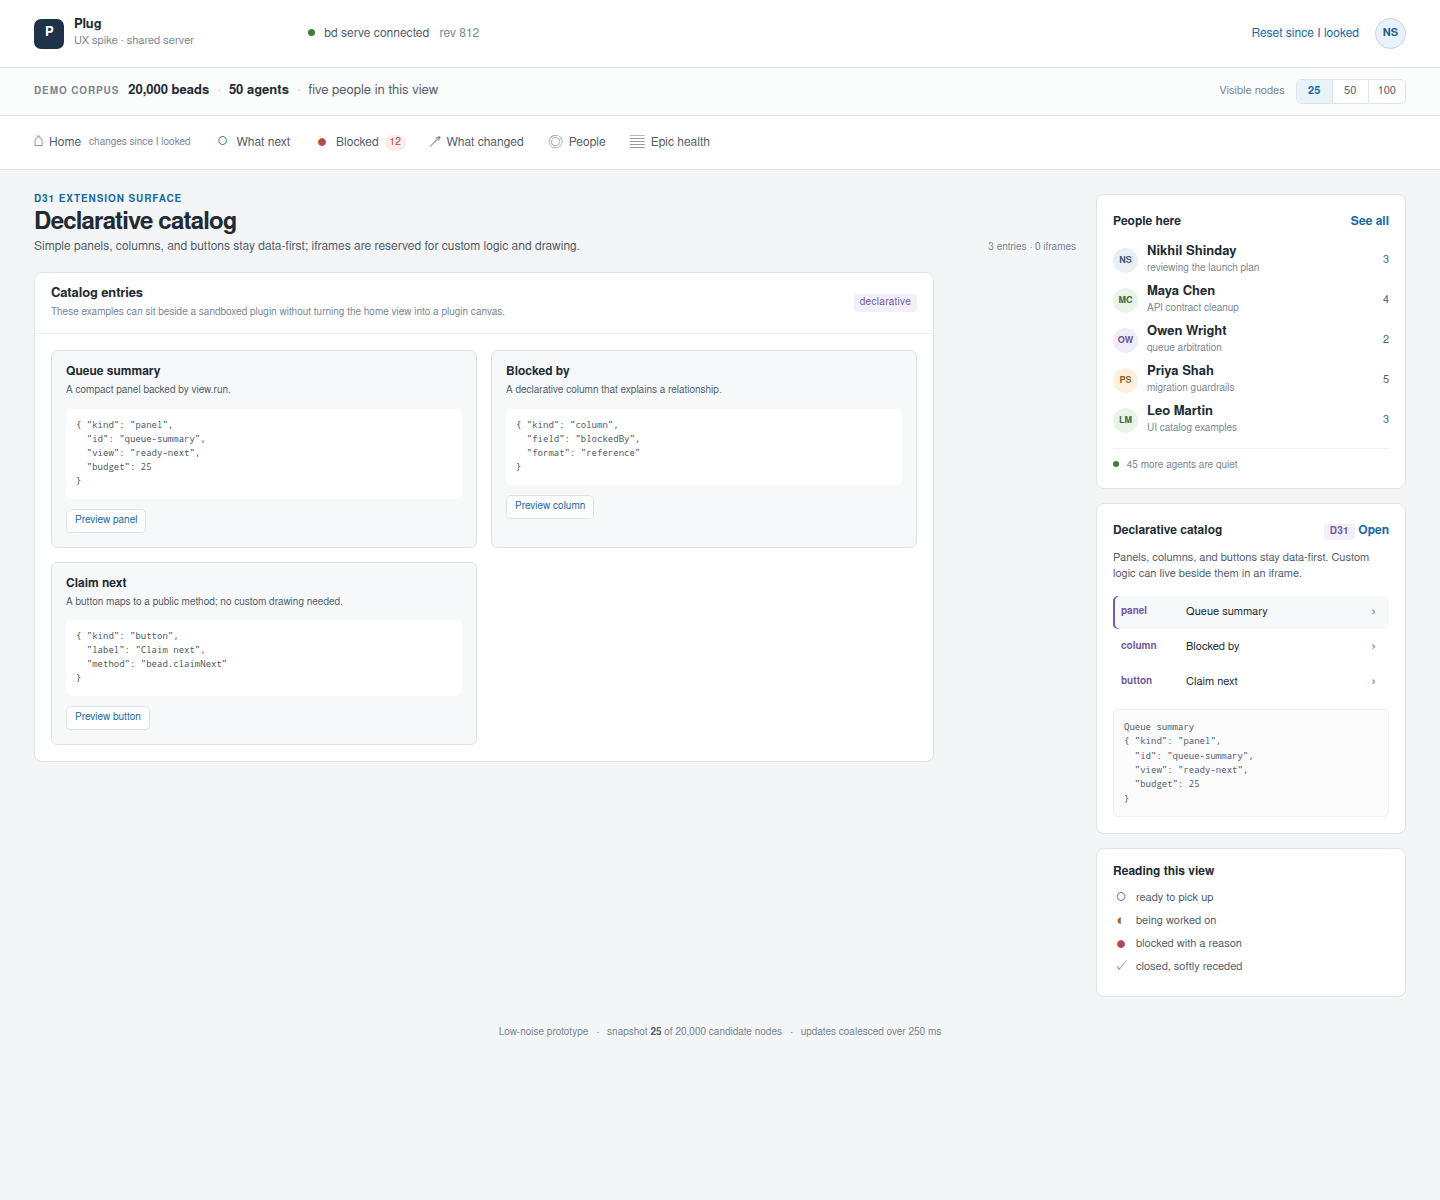 P
Plug
UX spike · shared server
bd serve connected rev 812
Reset since I looked
NS
DEMO CORPUS 20,000 beads · 50 agents · five people in this view
Visible nodes 25 50 100
Home changes since I looked
What next
Blocked 12
What changed
People
Epic health
D31 EXTENSION SURFACE
Declarative catalog
Simple panels, columns, and buttons stay data-first; iframes are reserved for custom logic and drawing.
3 entries · 0 iframes
Catalog entries
These examples can sit beside a sandboxed plugin without turning the home view into a plugin canvas.
declarative
Queue summary
A compact panel backed by view.run.
{ "kind": "panel",
"id": "queue-summary",
"view": "ready-next",
"budget": 25
}
Preview panel
Blocked by
A declarative column that explains a relationship.
{ "kind": "column",
"field": "blockedBy",
"format": "reference"
}
Preview column
Claim next
A button maps to a public method; no custom drawing needed.
{ "kind": "button",
"label": "Claim next",
"method": "bead.claimNext"
}
Preview button
People here
See all
NS Nikhil Shinday 3
reviewing the launch plan
MC Maya Chen 4
API contract cleanup
OW Owen Wright 2
queue arbitration
PS Priya Shah 5
migration guardrails
LM Leo Martin 3
UI catalog examples
45 more agents are quiet
Declarative catalog
D31 Open
Panels, columns, and buttons stay data-first. Custom
logic can live beside them in an iframe.
panel Queue summary ›
column Blocked by ›
button Claim next ›
Queue summary
{ "kind": "panel",
"id": "queue-summary",
"view": "ready-next",
"budget": 25
}
Reading this view
ready to pick up
being worked on
blocked with a reason
closed, softly receded
Low-noise prototype · snapshot 25 of 20,000 candidate nodes · updates coalesced over 250 ms